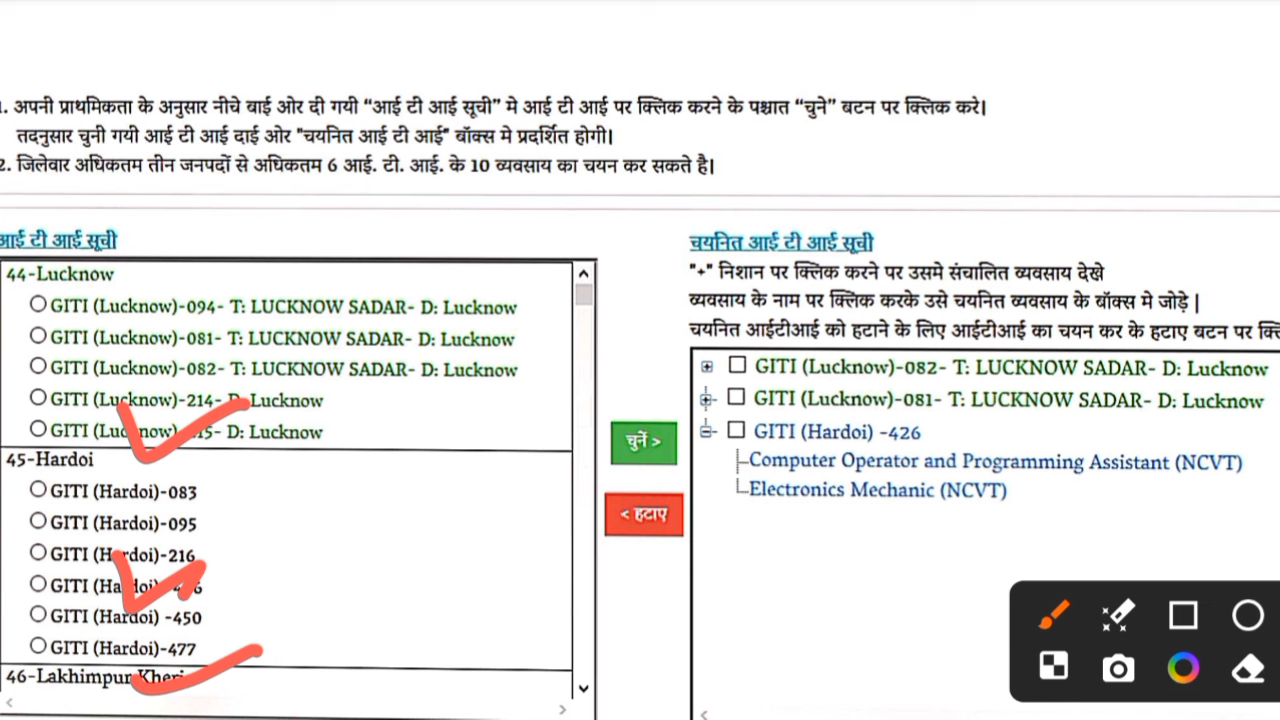 1. अपनी प्राथमिकता के अनुसार नीचे बाई ओर दी गयी “आई टी आई सूची” मे आई टी आई पर क्लिक करने के पश्चात “चुने” बटन पर क्लिक करे|
तदनुसार चुनी गयी आई टी आई दाई ओर "चयनित आई टी आई" बॉक्स मे प्रदर्शित होगी|
2. जिलेवार अधिकतम तीन जनपदों से अधिकतम 6 आई. टी. आई. के 10 व्यवसाय का चयन कर सकते है|
आई टी आई सूची
44-Lucknow
GITI (Lucknow)-094- T: LUCKNOW SADAR- D: Lucknow
GITI (Lucknow)-081- T: LUCKNOW SADAR- D: Lucknow
GITI (Lucknow)-082- T: LUCKNOW SADAR- D: Lucknow
GITI (Lucknow)-214- D: Lucknow
GITI (Lucknow) D: Lucknow
45-Hardoi
GITI (Hardoi)-083
GITI (Hardoi)-095
GITI (Hardoi)-216
GITI (Hardoi)
GITI (Hardoi) -450
GITI (Hardoi)-477
46-Lakhimpur Kheri
चुनें >
< हटाए
चयनित आई टी आई सूची
"+" निशान पर क्लिक करने पर उसमे संचालित व्यवसाय देखे
व्यवसाय के नाम पर क्लिक करके उसे चयनित व्यवसाय के बॉक्स मे जोड़े |
चयनित आईटीआई को हटाने के लिए आईटीआई का चयन कर के हटाए बटन पर
GITI (Lucknow)-082- T: LUCKNOW SADAR- D: Lucknow
GITI (Lucknow)-081- T: LUCKNOW SADAR- D: Lucknow
GITI (Hardoi) -426
Computer Operator and Programming Assistant (NCVT)
Electronics Mechanic (NCVT)